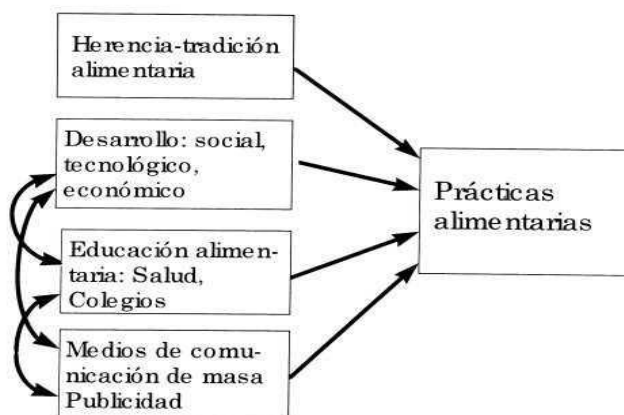 Herencia-tradición
alimentaria
Desarrollo: social,
tecnológico,
económico
Educación alimen-
taria: Salud,
Colegios
Medios de comu-
nicación de masa
Publicidad
Prácticas
alimentarias